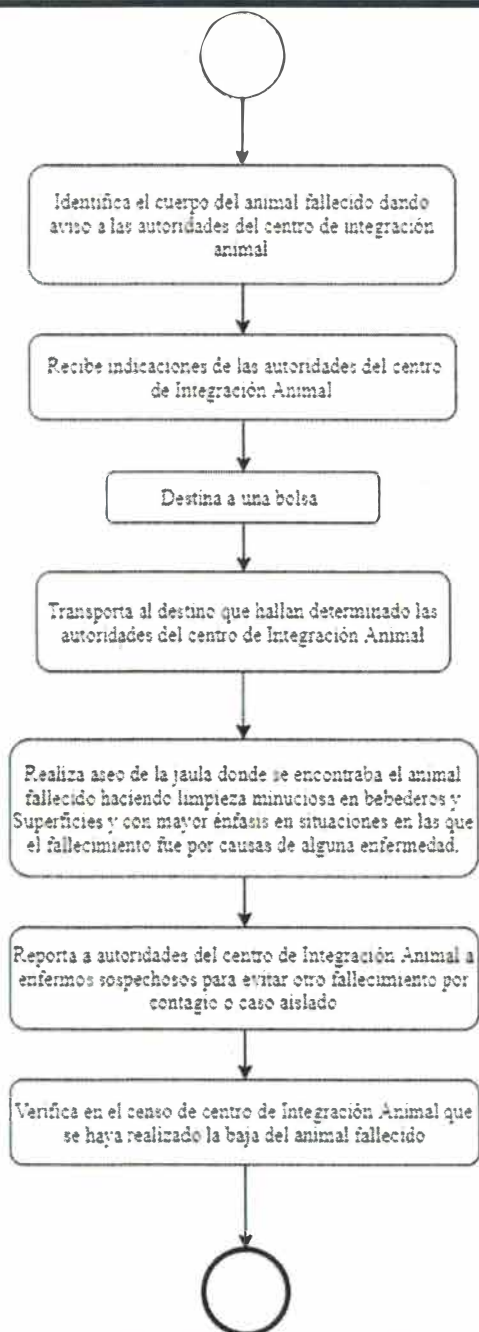 Identifica el cuerpo del animal fallecido dando
aviso a las autoridades del centro de integración
animal
Recibe indicaciones de las autoridades del centro
de Integración Animal
Destina a una bolsa
Transporta al destino que hallan determinado las
autoridades del centro de Integración Animal
Realiza aseo de la jaula donde se encontraba el animal
fallecido haciendo limpieza minuciosa en bebederos y
Superficies y con mayor énfasis en situaciones en las que
el fallecimiento fue por causas de alguna enfermedad.
Reporta a autoridades del centro de Integración Animal a
enfermos sospechosos para evitar otro fallecimiento por
contagio o caso aislado
Verifica en el censo de centro de Integración Animal que
se haya realizado la baja del animal fallecido